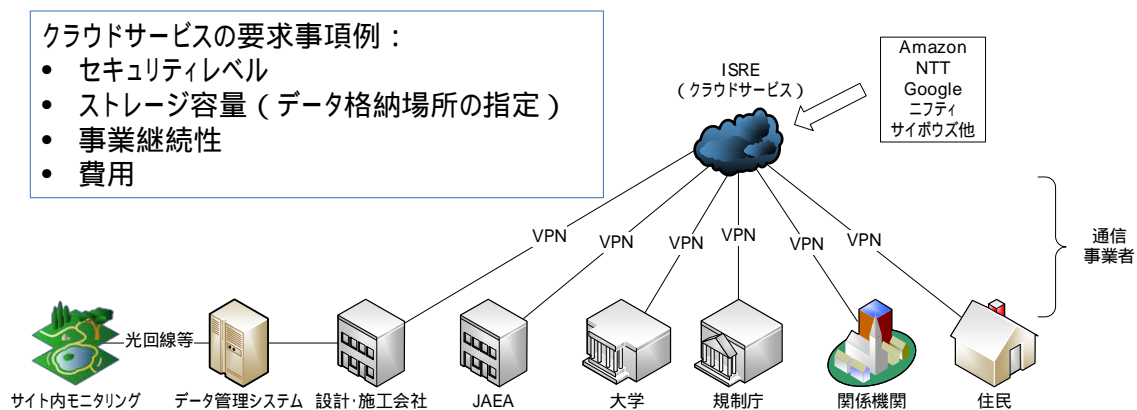 クラウドサービスの要求事項例：
• セキュリティレベル
• ストレージ容量（データ格納場所の指定）
• 事業継続性
• 費用
ISRE
（クラウドサービス）
Amazon
NTT
Google
ニフティ
サイボウズ他
VPN
VPN
VPN
VPN
VPN
VPN
通信
事業者
光回線等
サイト内モニタリング
データ管理システム
設計・施工会社
JAEA
大学
規制庁
関係機関
住民